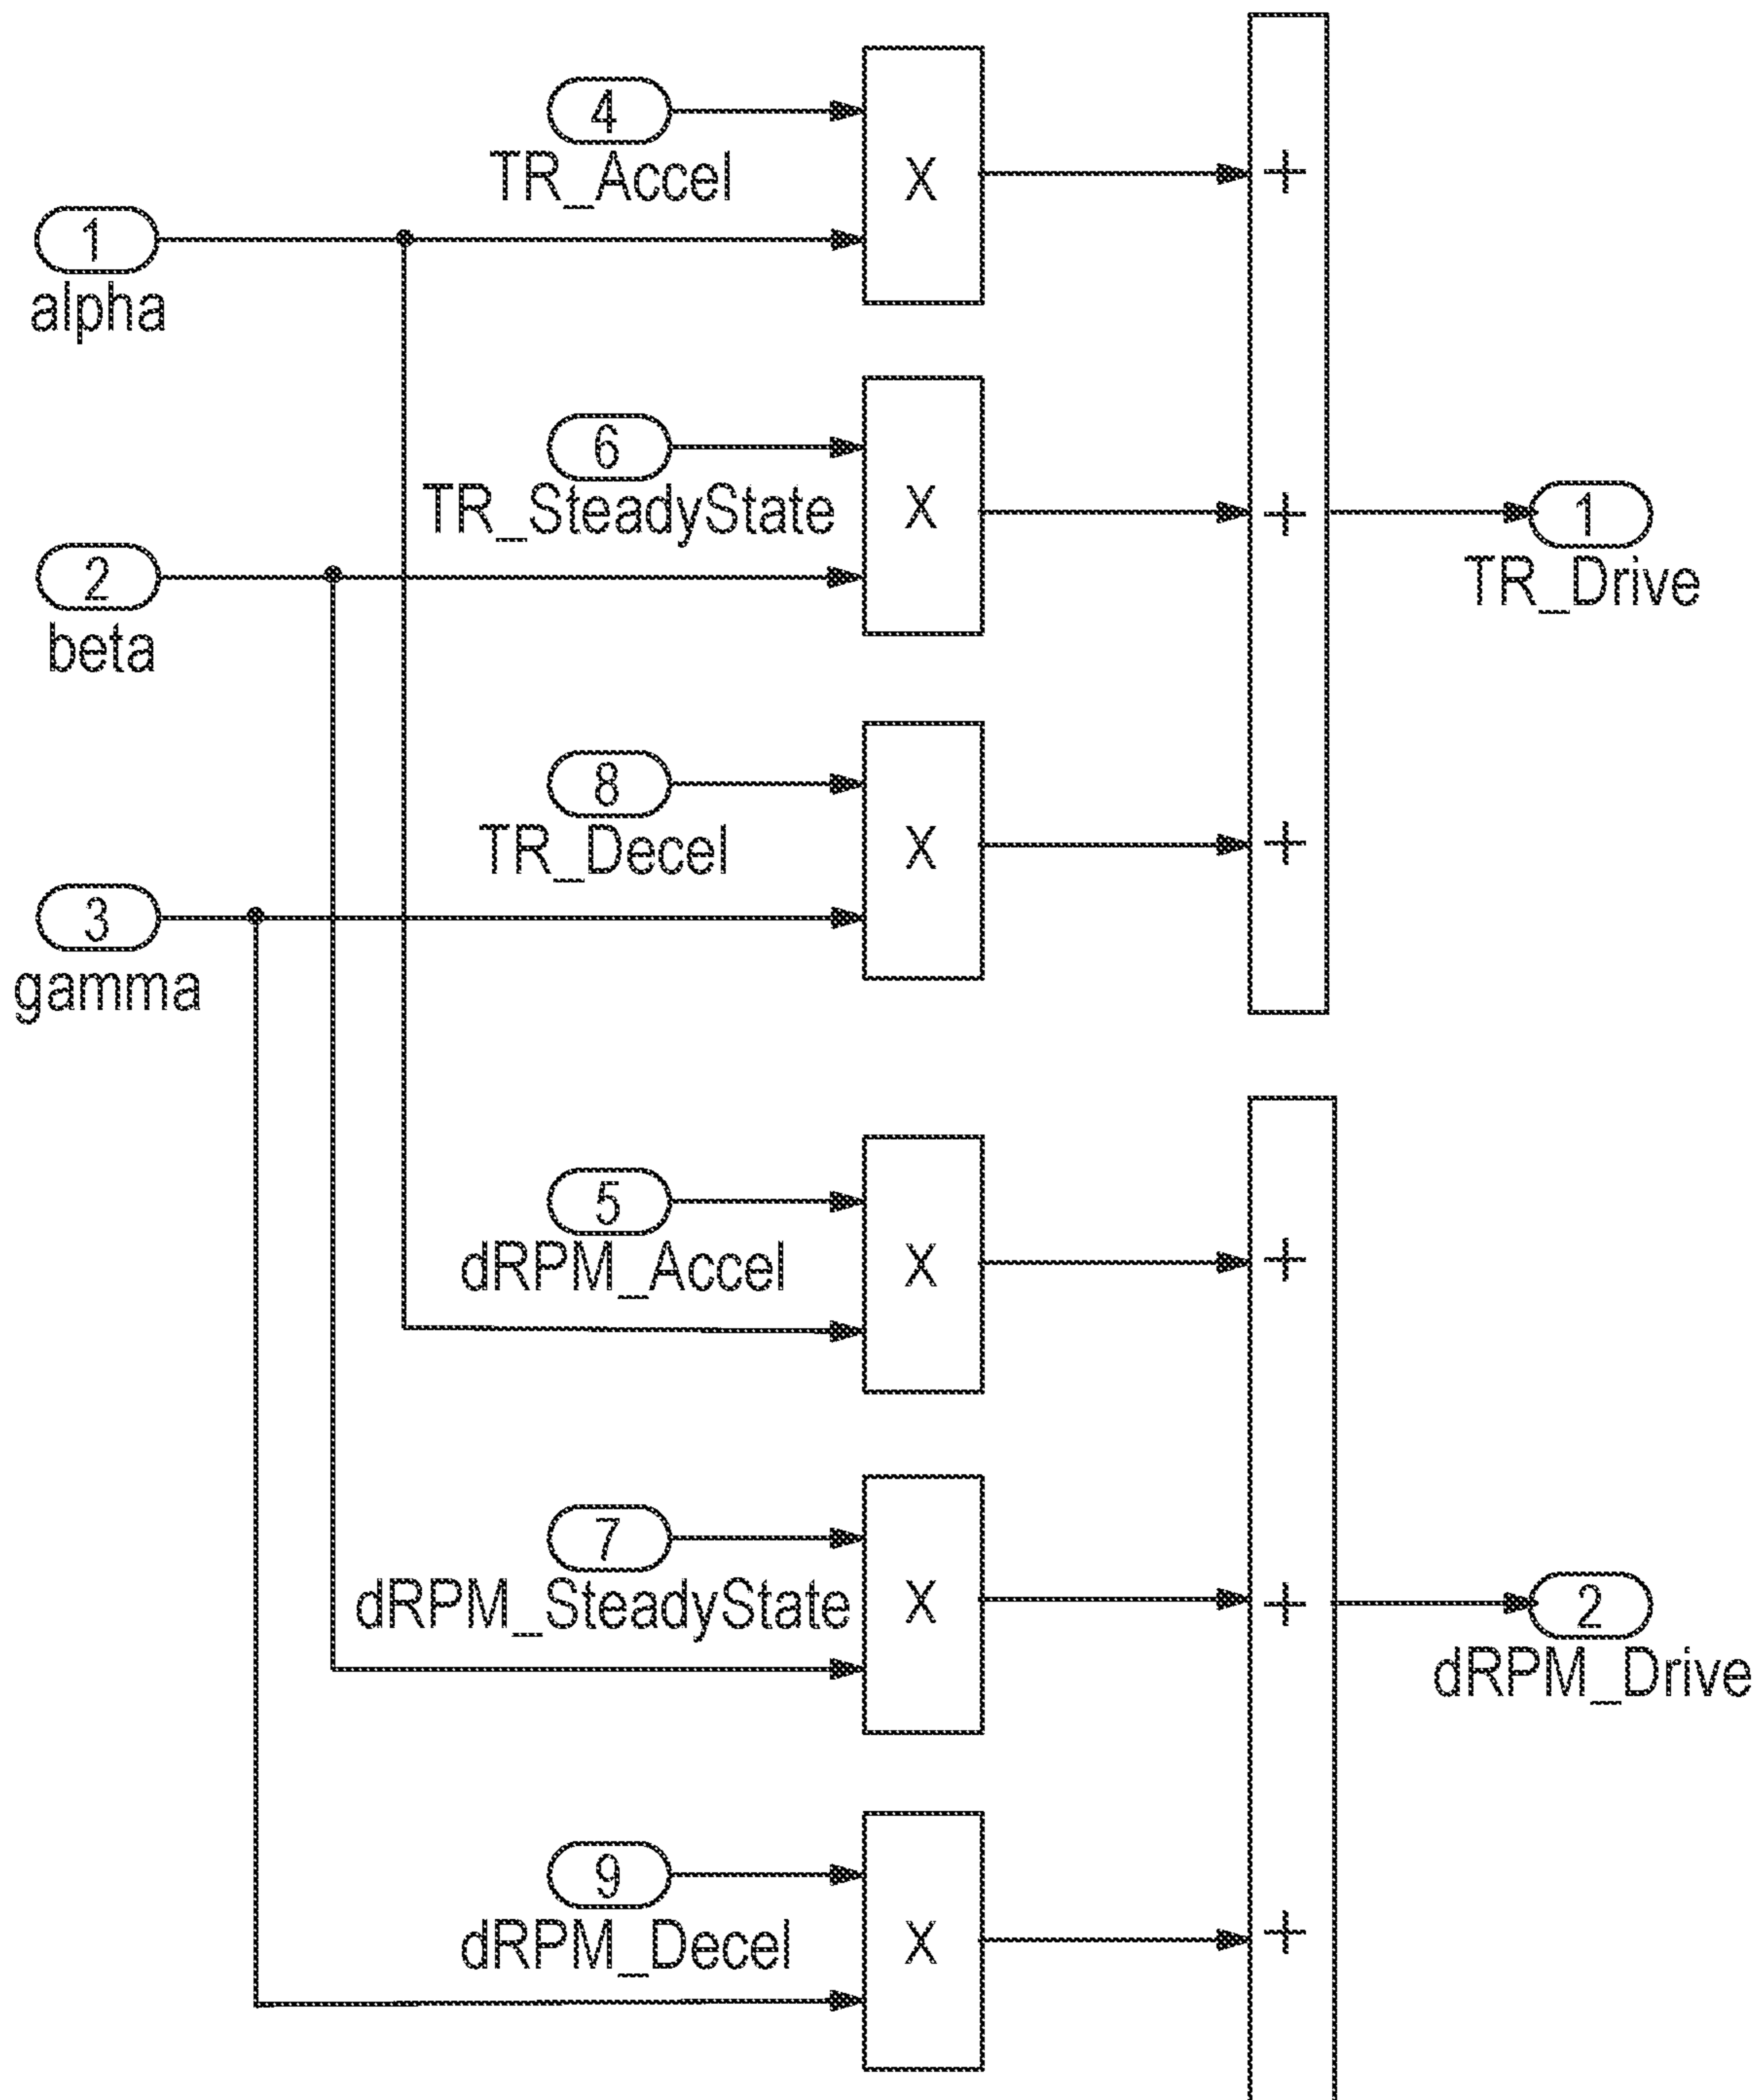 4
TR_Accel
X
+
1
alpha
6
TR_SteadyState
X
+
1
TR_Drive
2
beta
8
TR_Decel
X
+
3
gamma
5
dRPM_Accel
X
+
7
dRPM_SteadyState
X
+
2
dRPM_Drive
9
dRPM_Decel
X
+